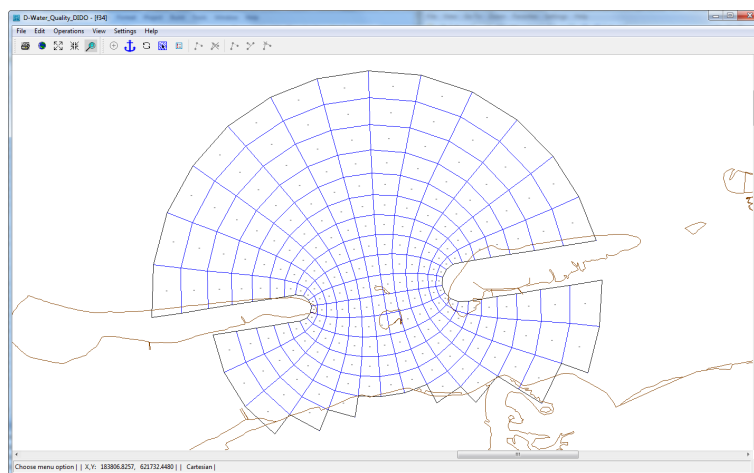 D-Water_Quality_DIDO - [f34]
File Edit Operations View Settings Help
Choose menu option | | X,Y: 183806.8257, 621732.4480 | | Cartesian |